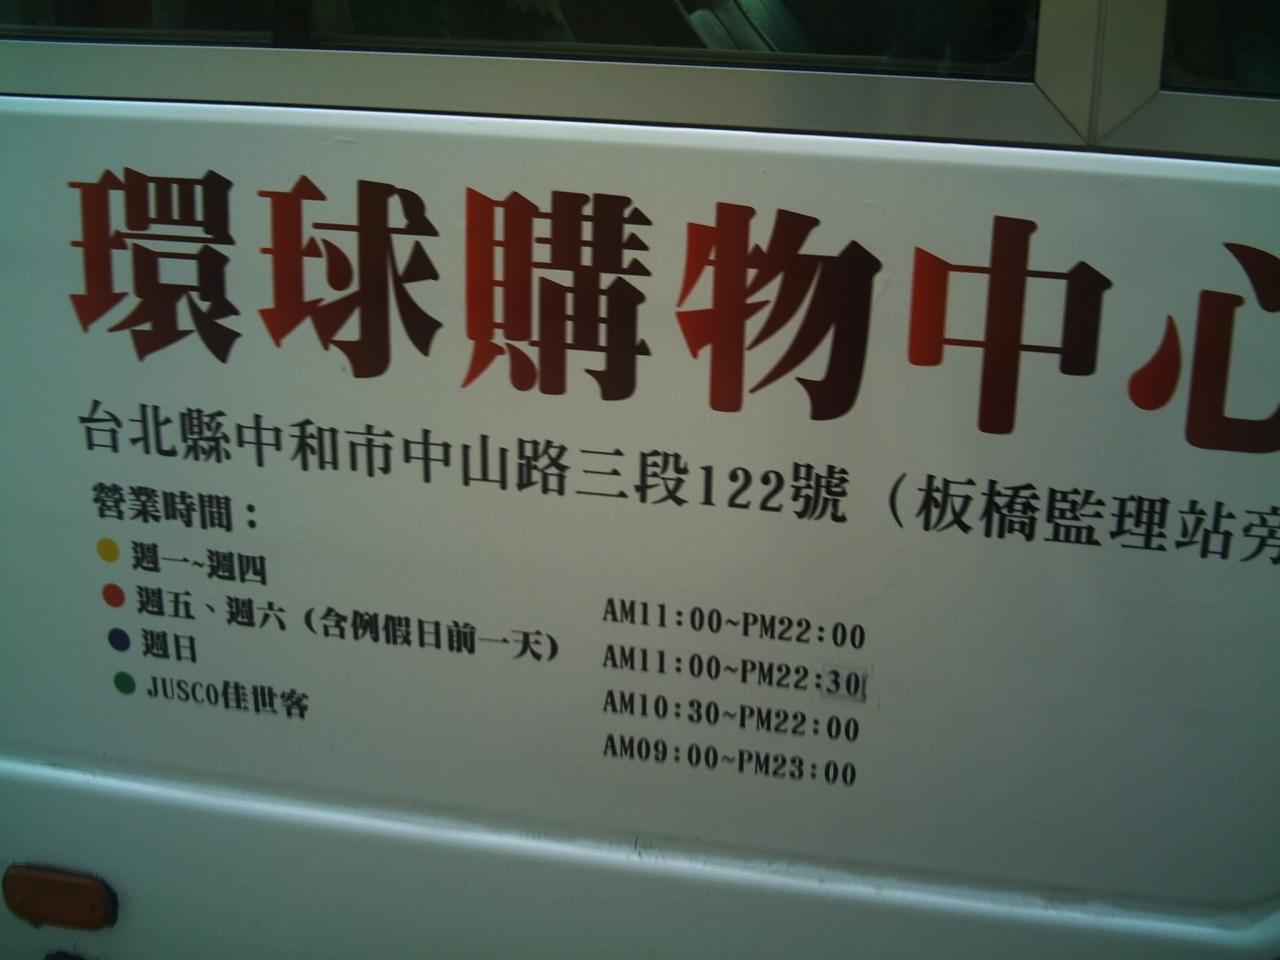 環球購物中心
台北縣中和市中山路三段122號（板橋監理站旁
營業時間：
週一~週四 AM11:00~PM22:00
週五、週六（含例假日前一天） AM11:00~PM22:30
週日 AM10:30~PM22:00
JUSCO佳世客 AM09:00~PM23:00